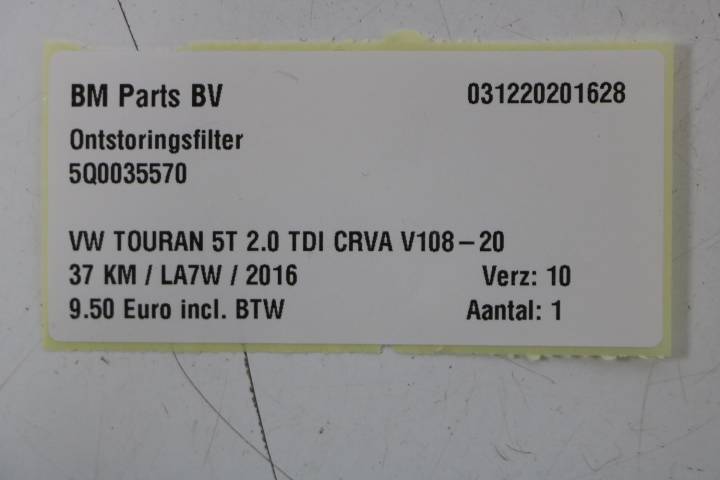 BM Parts BV 031220201628
Ontstoringsfilter
5Q0035570
VW TOURAN 5T 2.0 TDI CRVA V108-20
37 KM / LA7W / 2016 Verz: 10
9.50 Euro incl. BTW Aantal: 1